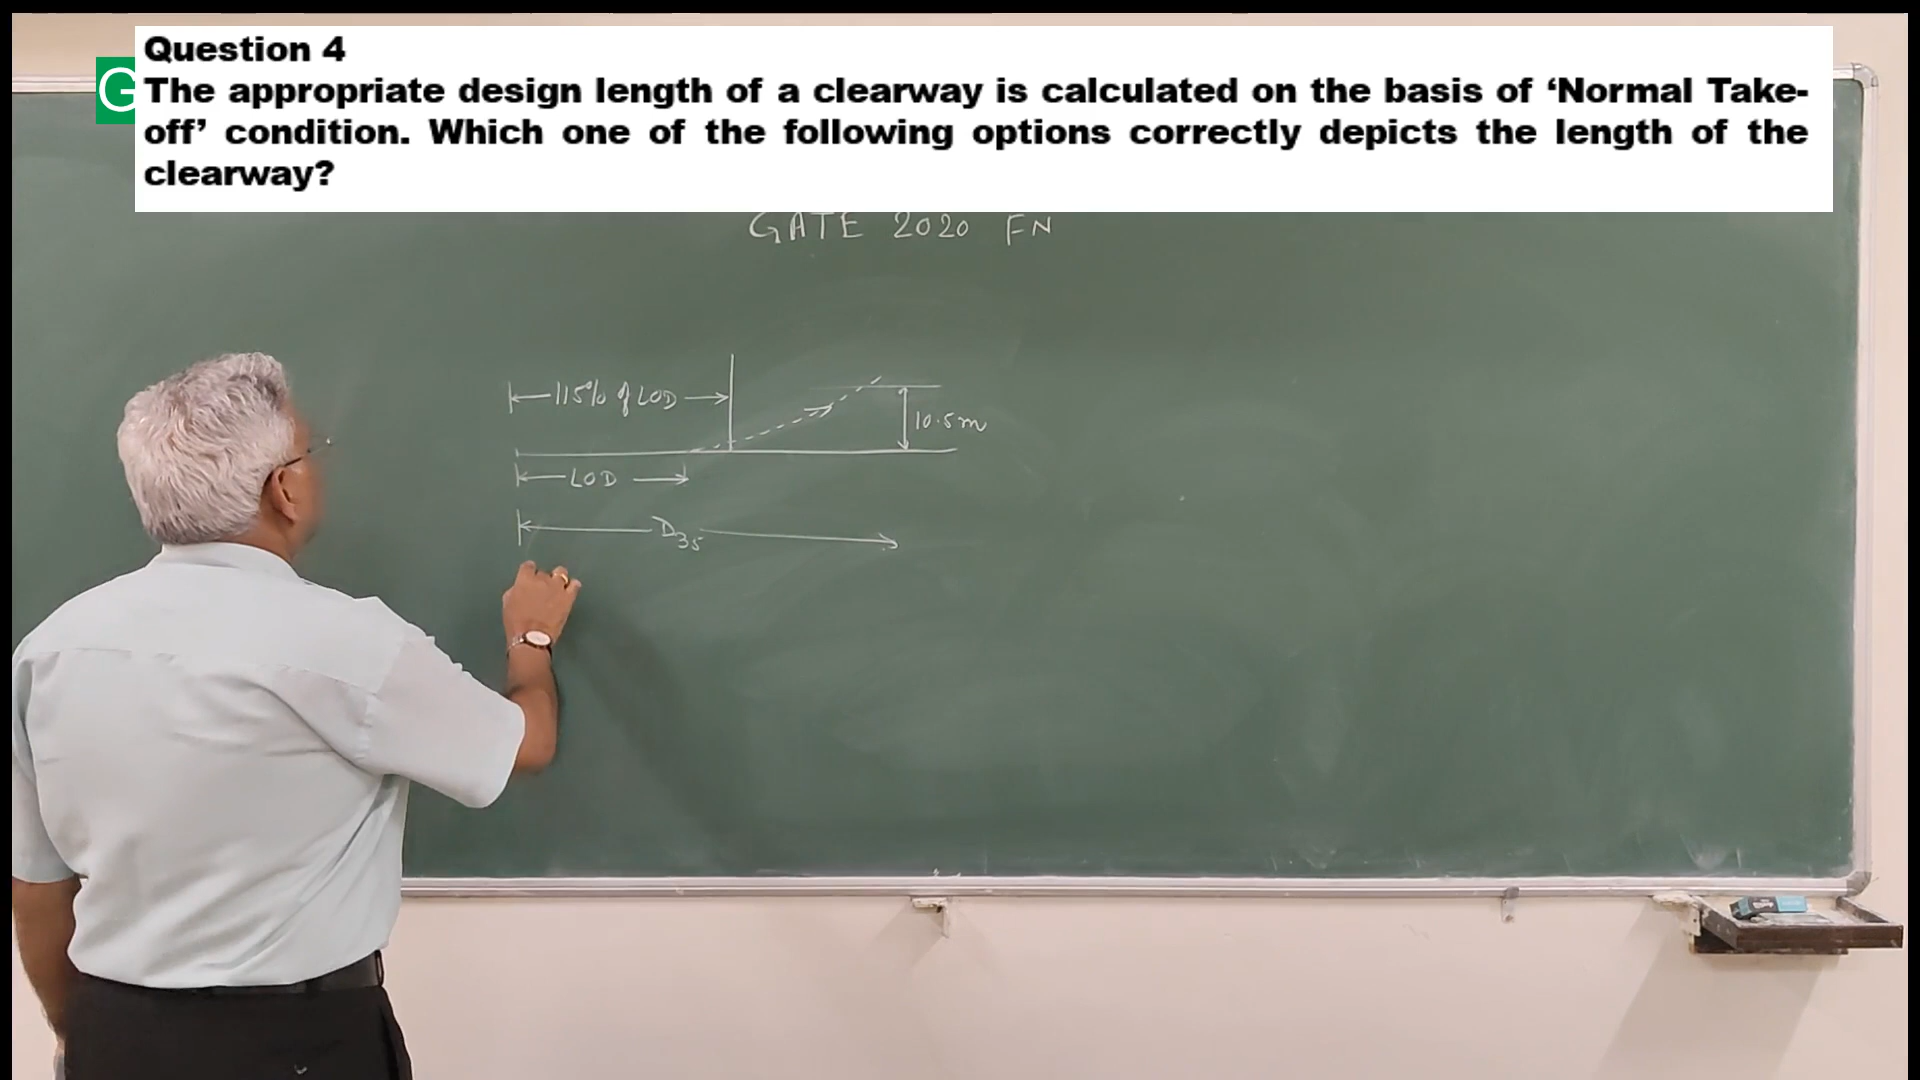 Question 4
G
The appropriate design length of a clearway is calculated on the basis of ‘Normal Take-
off’ condition. Which one of the following options correctly depicts the length of the
clearway?
GATE 2020 FN
115% of LOD
10.5m
LOD
D35